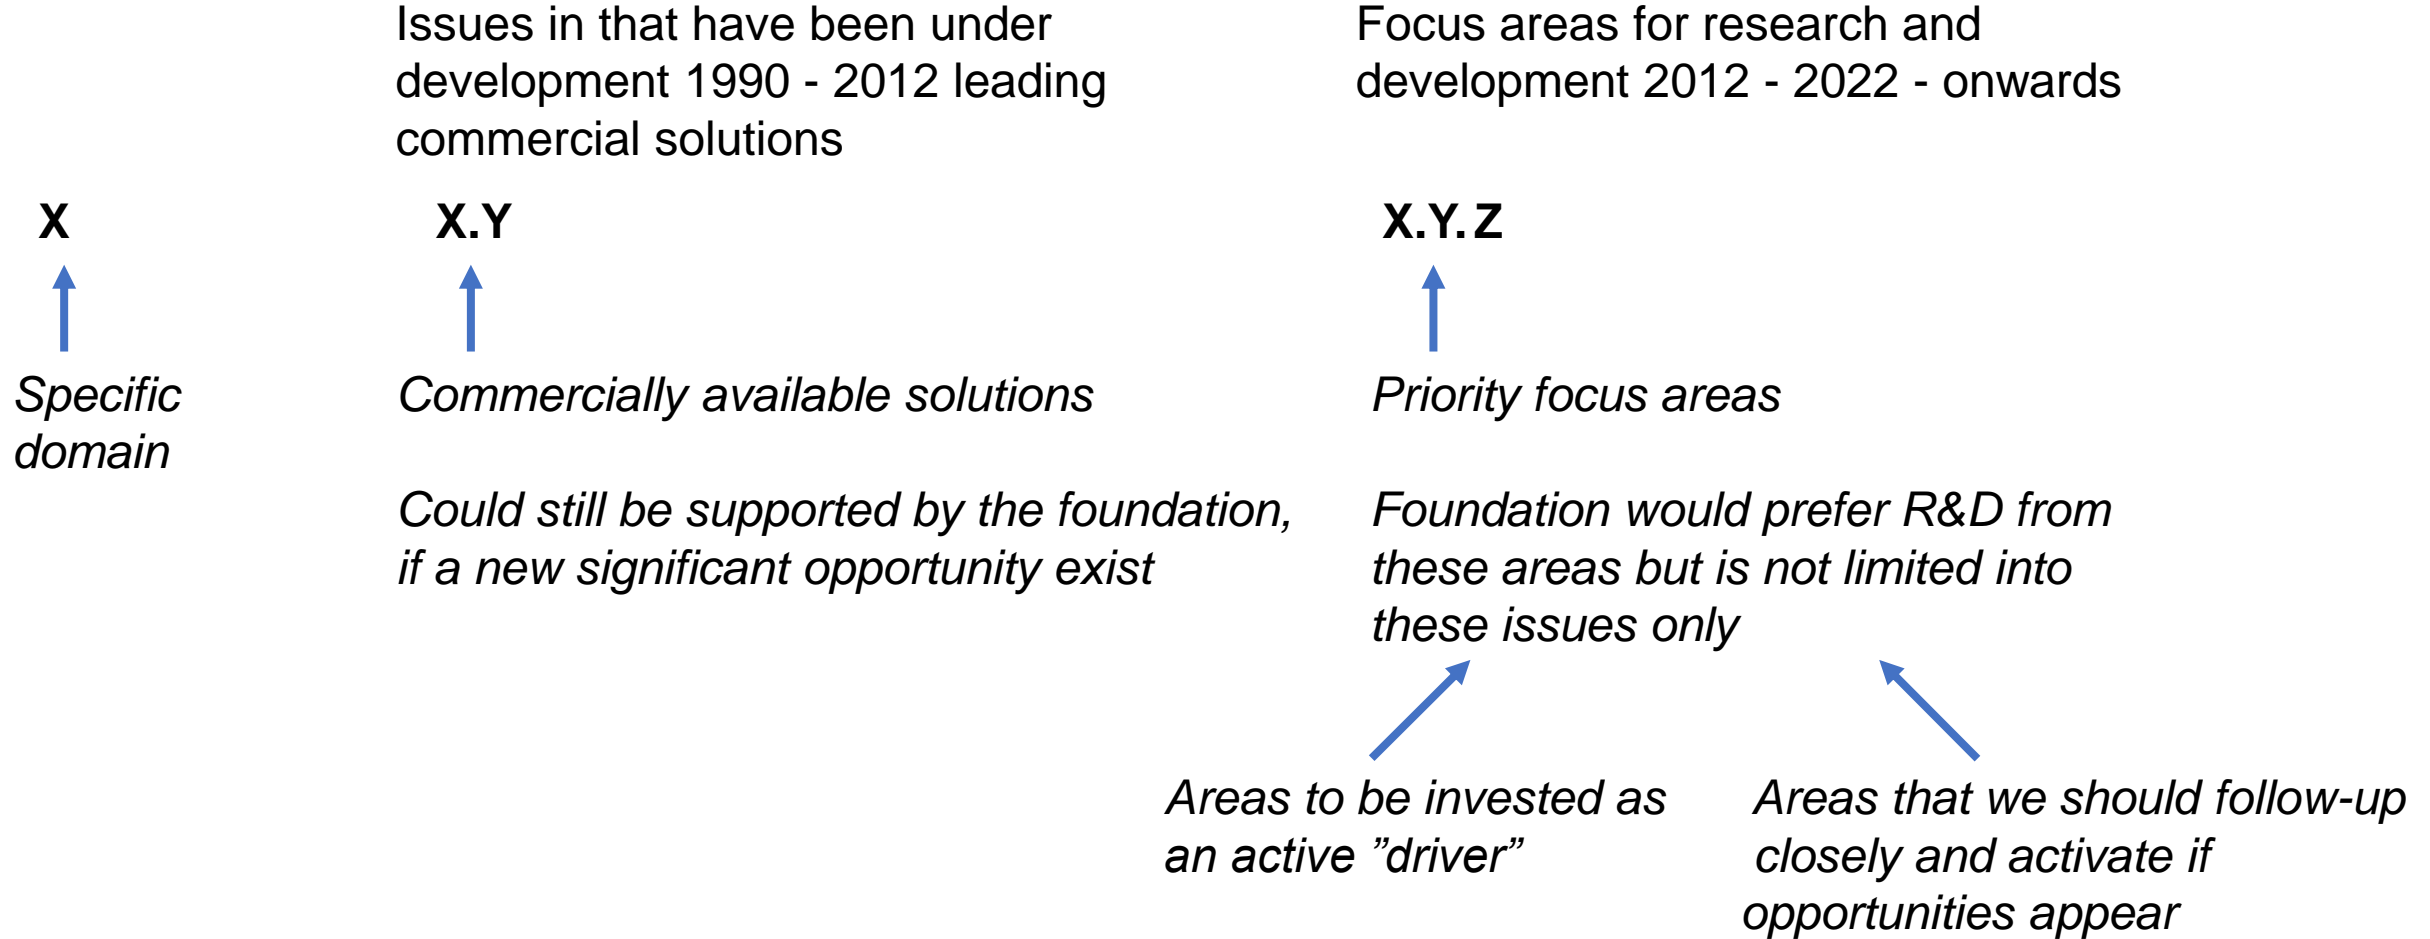 Issues in that have been under
development 1990 - 2012 leading
commercial solutions
Focus areas for research and
development 2012 - 2022 - onwards
X
X.Y
X.Y.Z
Specific
domain
Commercially available solutions
Could still be supported by the foundation,
if a new significant opportunity exist
Priority focus areas
Foundation would prefer R&D from
these areas but is not limited into
these issues only
Areas to be invested as
an active ”driver”
Areas that we should follow-up
closely and activate if
opportunities appear